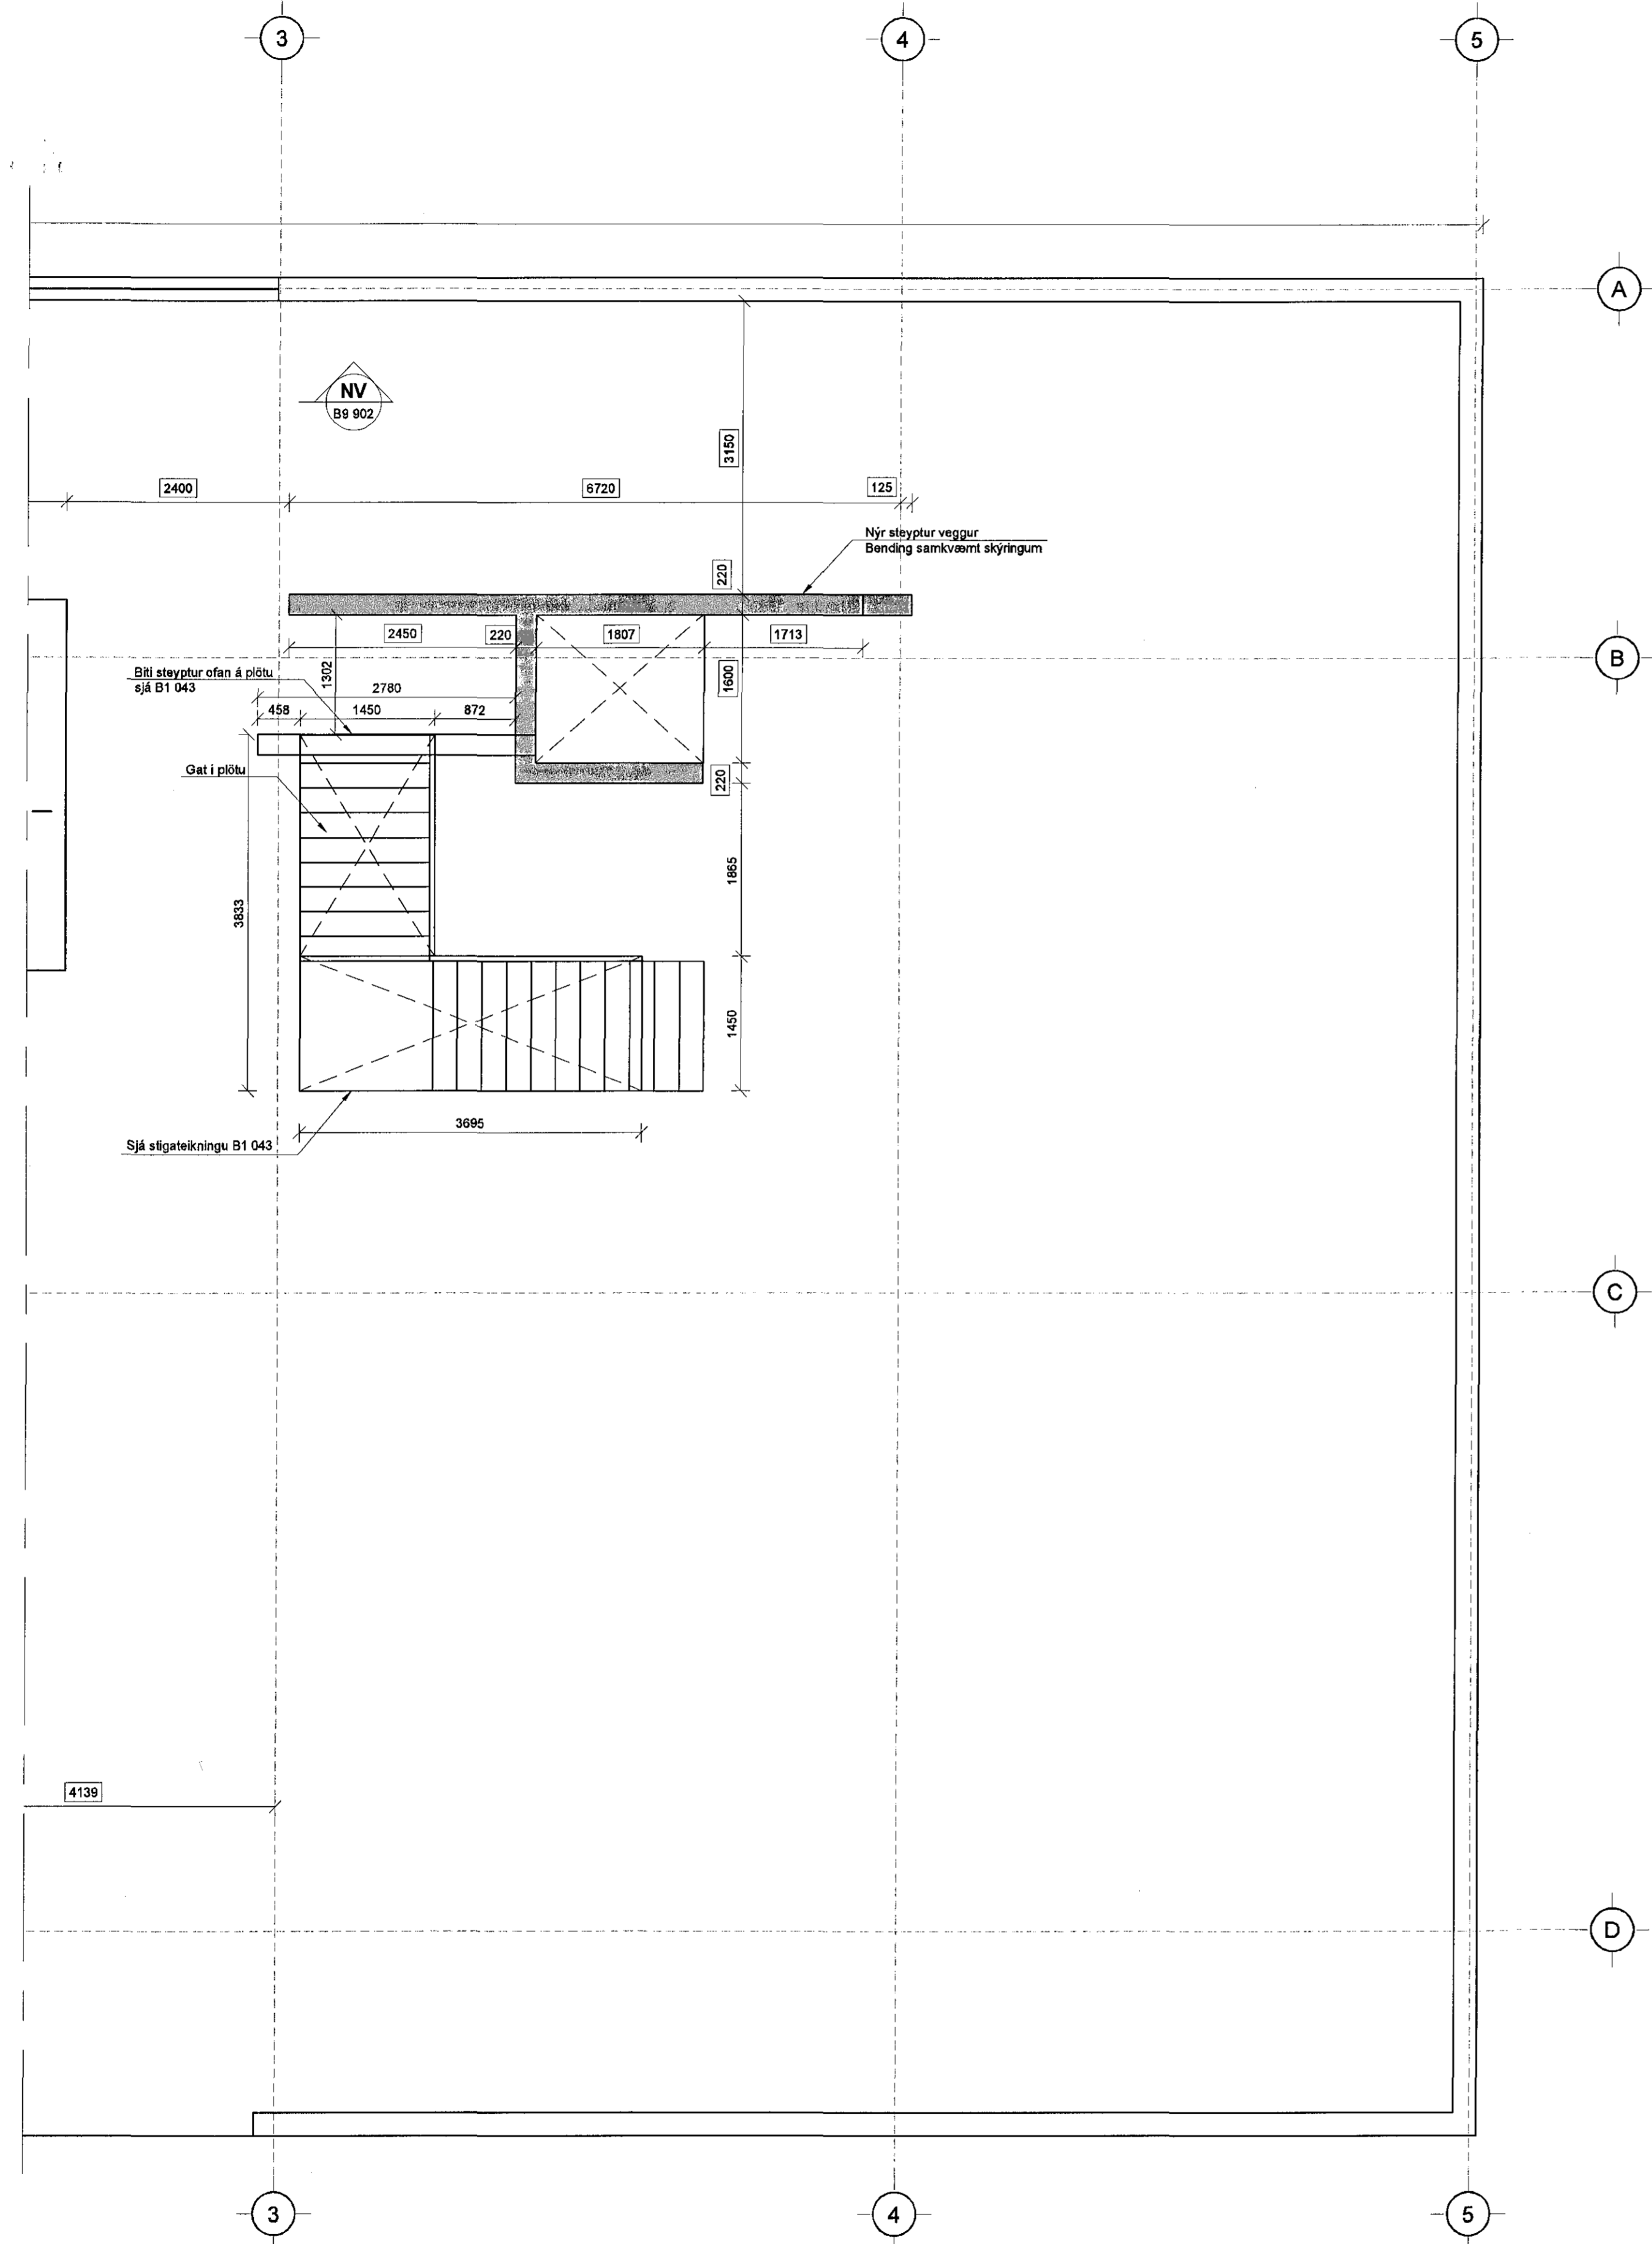 3
4
5
A
NV
B9 902
3150
2400
6720
125
Nýr steyptur veggur
Bending samkvæmt skýringum
220
2450
220
1807
1713
B
Biti steyptur ofan á plötu
sjá B1 043
1302
2780
1600
458
1450
872
Gat í plötu
220
1865
3833
1450
3695
Sjá stigateikningu B1 043
C
4139
D
3
4
5